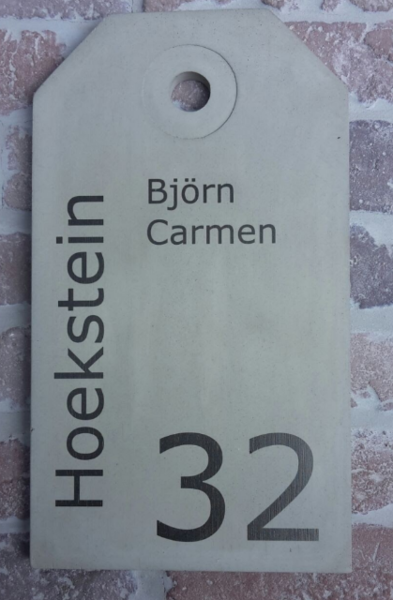 Hoekstein
Björn
Carmen
32